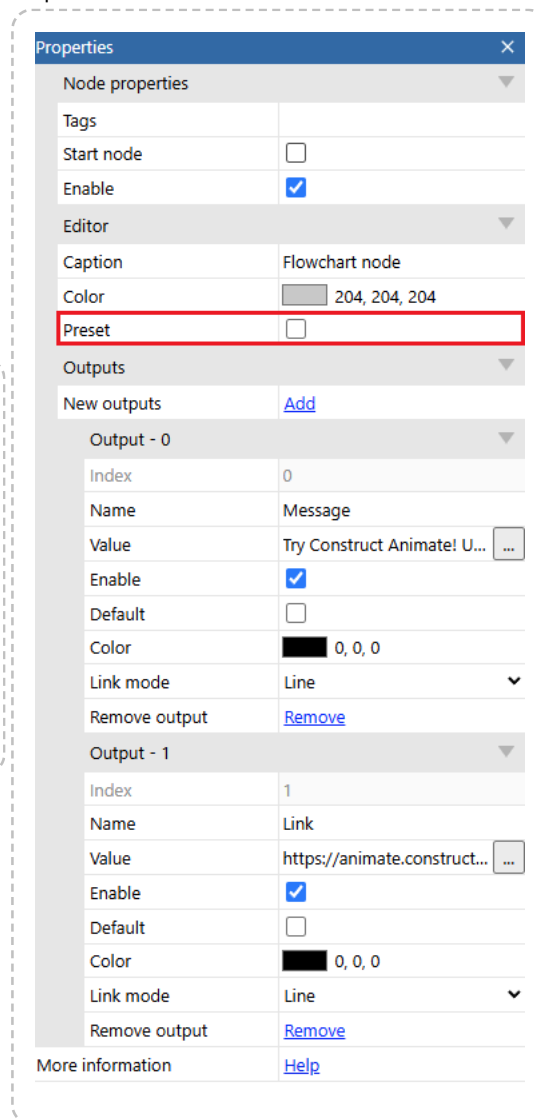 Properties
Node properties
Tags
Start node
Enable
Editor
Caption Flowchart node
Color 204, 204, 204
Preset
Outputs
New outputs Add
Output - 0
Index 0
Name Message
Value Try Construct Animate! U... ...
Enable
Default
Color 0, 0, 0
Link mode Line
Remove output Remove
Output - 1
Index 1
Name Link
Value https://animate.construct... ...
Enable
Default
Color 0, 0, 0
Link mode Line
Remove output Remove
More information Help